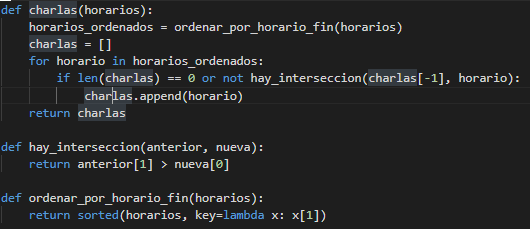 def charlas(horarios):
    horarios_ordenados = ordenar_por_horario_fin(horarios)
    charlas = []
    for horario in horarios_ordenados:
        if len(charlas) == 0 or not hay_interseccion(charlas[-1], horario):
            charlas.append(horario)
    return charlas

def hay_interseccion(anterior, nueva):
    return anterior[1] > nueva[0]

def ordenar_por_horario_fin(horarios):
    return sorted(horarios, key=lambda x: x[1])